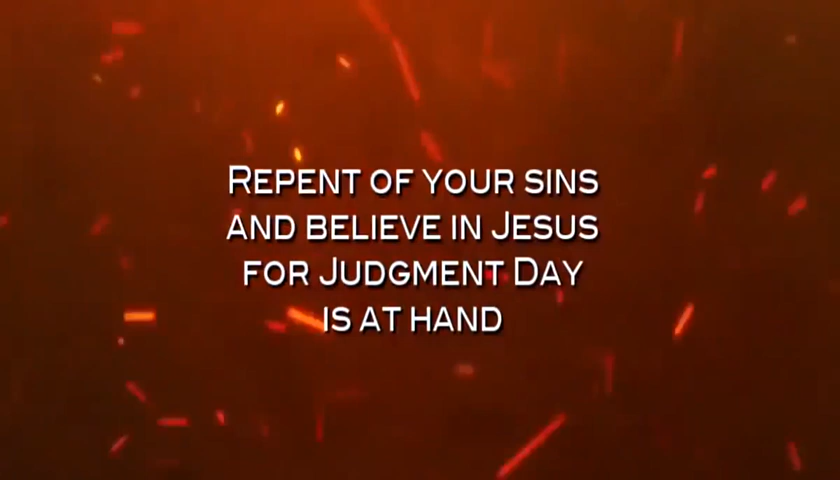 Repent of your sins
and believe in Jesus
for Judgment Day
is at hand